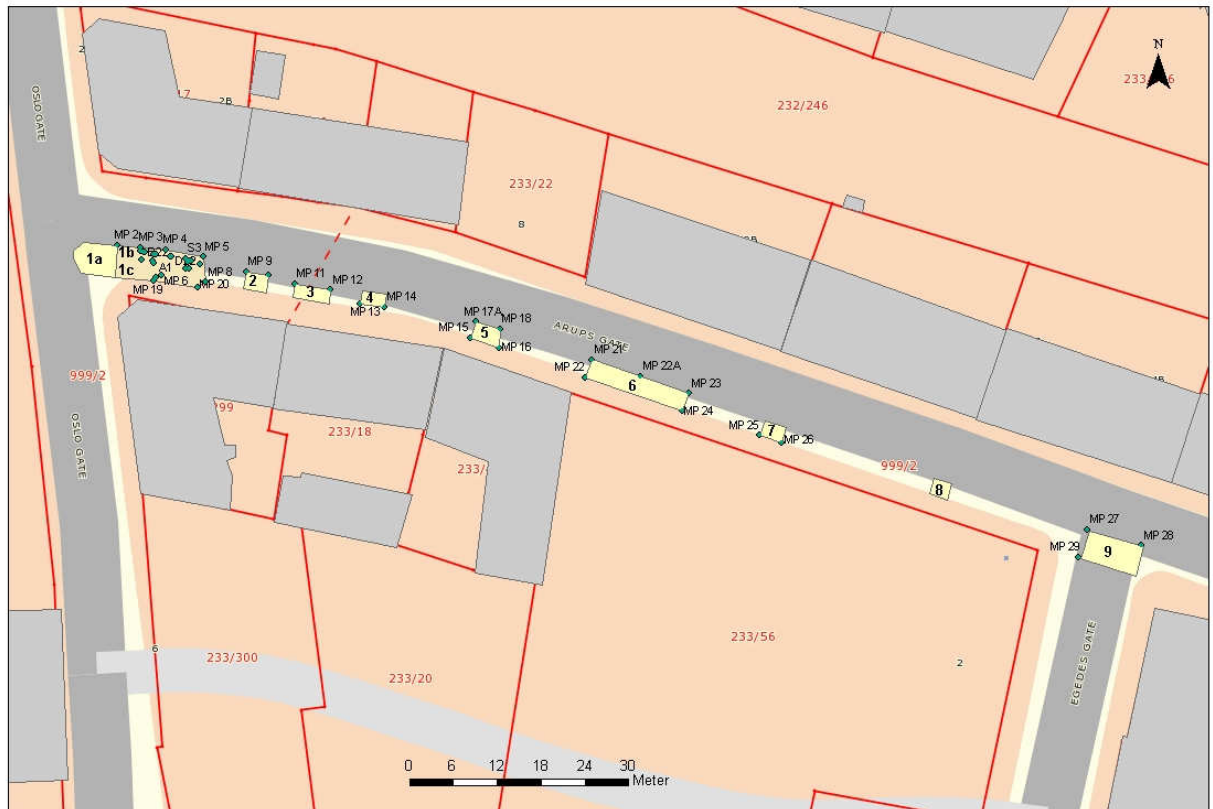 N
OSLO GATE
2B
232/246
233/22
8
1a
1b
1c
MP 2
MP 3
MP 4
S3
MP 5
A1
MP 6
MP 8
MP 19
MP 20
MP 9
2
MP 11
3
MP 12
4
MP 13
MP 14
MP 17A
MP 18
MP 15
5
MP 16
ARUPS GATE
MP 21
MP 22
MP 22A
6
MP 23
MP 24
MP 25
7
MP 26
999/2
8
MP 27
MP 28
MP 29
9
999/2
OSLO GATE
233/18
233/56
2
EGEDES GATE
6
233/300
233/20
0 6 12 18 24 30
Meter